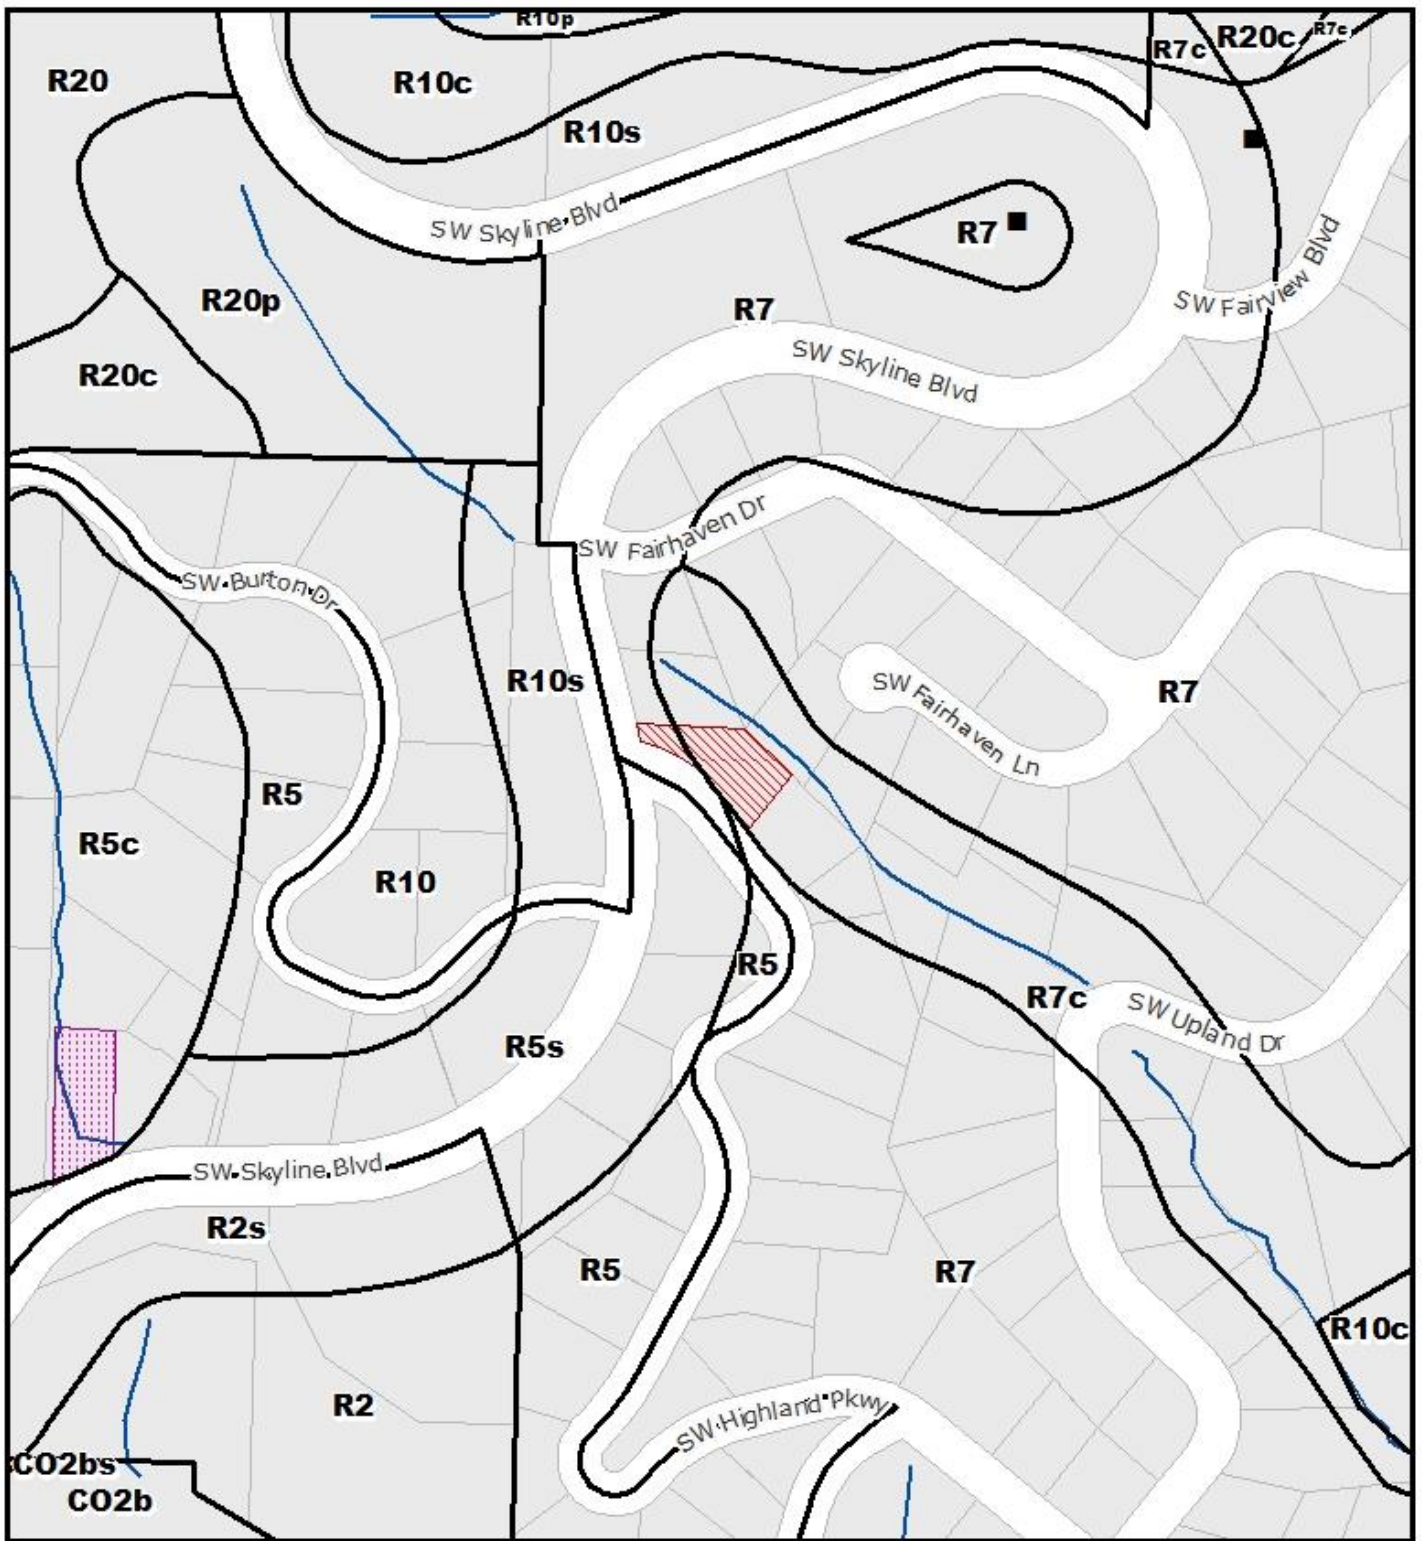 R10p
R7c
R20c
R7c
R20
R10c
R10s
SW Skyline Blvd
R7
SW Fairview Blvd
R20p
R7
SW Skyline Blvd
R20c
SW Fairhaven Dr
SW Burton Dr
R10s
SW Fairhaven Ln
R7
R5
R5c
R10
R5
R7c
SW Upland Dr
R5s
SW Skyline Blvd
R2s
R5
R7
R10c
R2
SW Highland Pkwy
CO2bs
CO2b